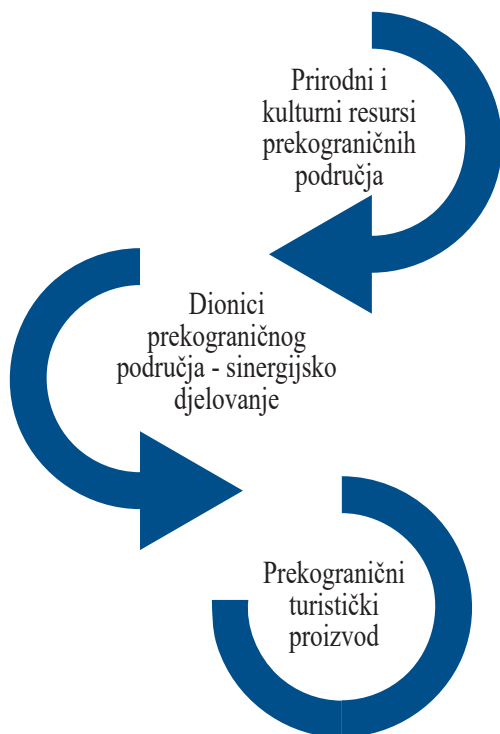 Prirodni i
kulturni resursi
prekograničnih
područja
Dionici
prekograničnog
područja - sinergijsko
djelovanje
Prekogranični
turistički
proizvod